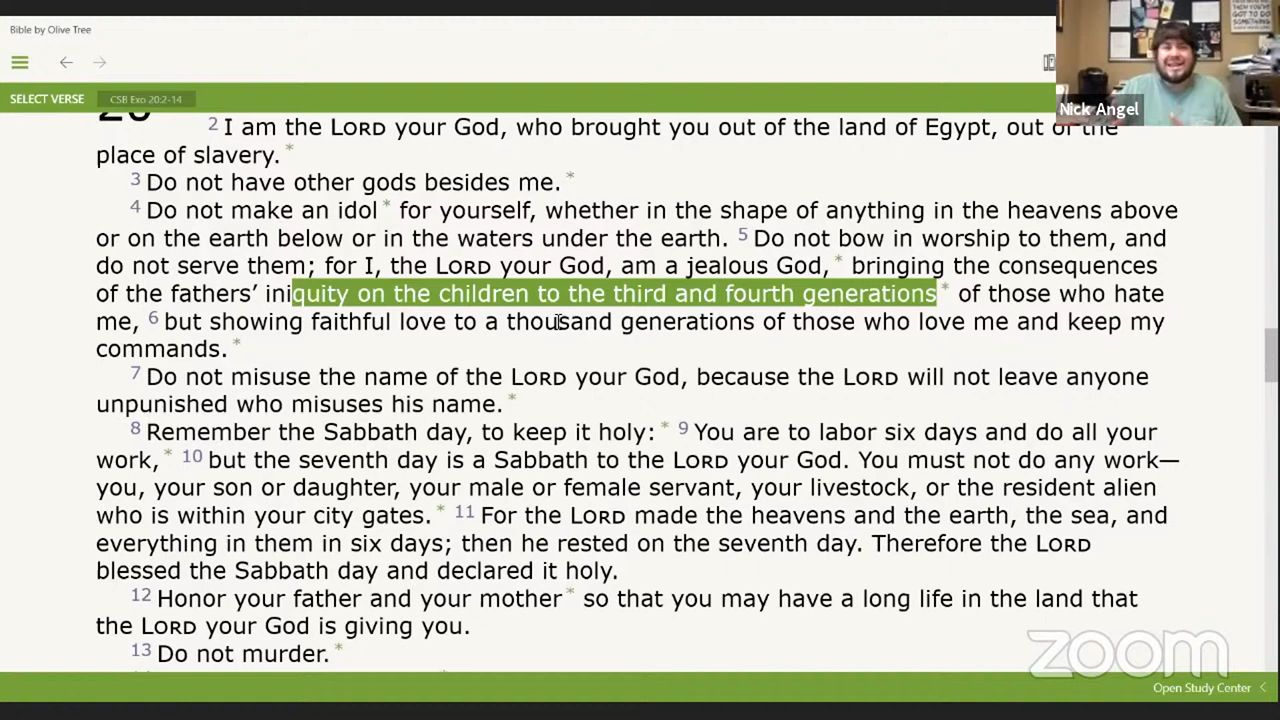 Bible by Olive Tree
THEN YOU'VE
GOT TO DO
SOMETHING
Nick Angel
SELECT VERSE
CSB Exo 20:2-14
20
2 I am the LORD your God, who brought you out of the land of Egypt, out of the
place of slavery. *
3 Do not have other gods besides me. *
4 Do not make an idol * for yourself, whether in the shape of anything in the heavens above
or on the earth below or in the waters under the earth. 5 Do not bow in worship to them, and
do not serve them; for I, the LORD your God, am a jealous God, * bringing the consequences
of the fathers’ iniquity on the children to the third and fourth generations * of those who hate
me, 6 but showing faithful love to a thousand generations of those who love me and keep my
commands. *
7 Do not misuse the name of the LORD your God, because the LORD will not leave anyone
unpunished who misuses his name. *
8 Remember the Sabbath day, to keep it holy: * 9 You are to labor six days and do all your
work, * 10 but the seventh day is a Sabbath to the LORD your God. You must not do any work—
you, your son or daughter, your male or female servant, your livestock, or the resident alien
who is within your city gates. * 11 For the LORD made the heavens and the earth, the sea, and
everything in them in six days; then he rested on the seventh day. Therefore the LORD
blessed the Sabbath day and declared it holy.
12 Honor your father and your mother * so that you may have a long life in the land that
the LORD your God is giving you.
13 Do not murder. *
zoom
Open Study Center